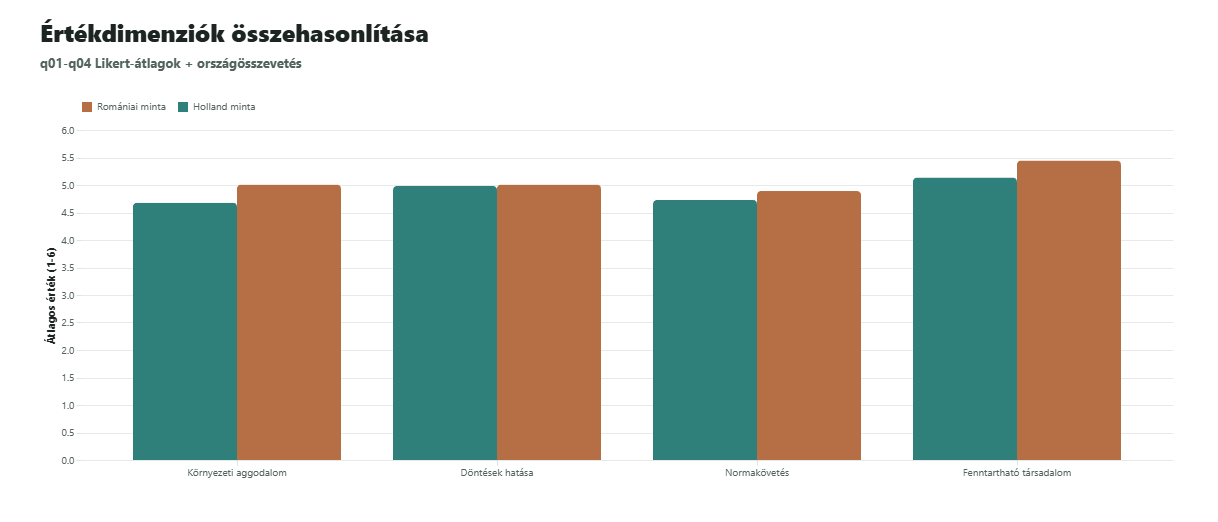 Értékdimenziók összehasonlítása
q01-q04 Likert-átlagok + országösszevetés
Romániai minta Holland minta
Átlagos érték (1-6)
6.0
5.5
5.0
4.5
4.0
3.5
3.0
2.5
2.0
1.5
1.0
0.5
0.0
Környezeti aggodalom Döntések hatása Normakövetés Fenntartható társadalom